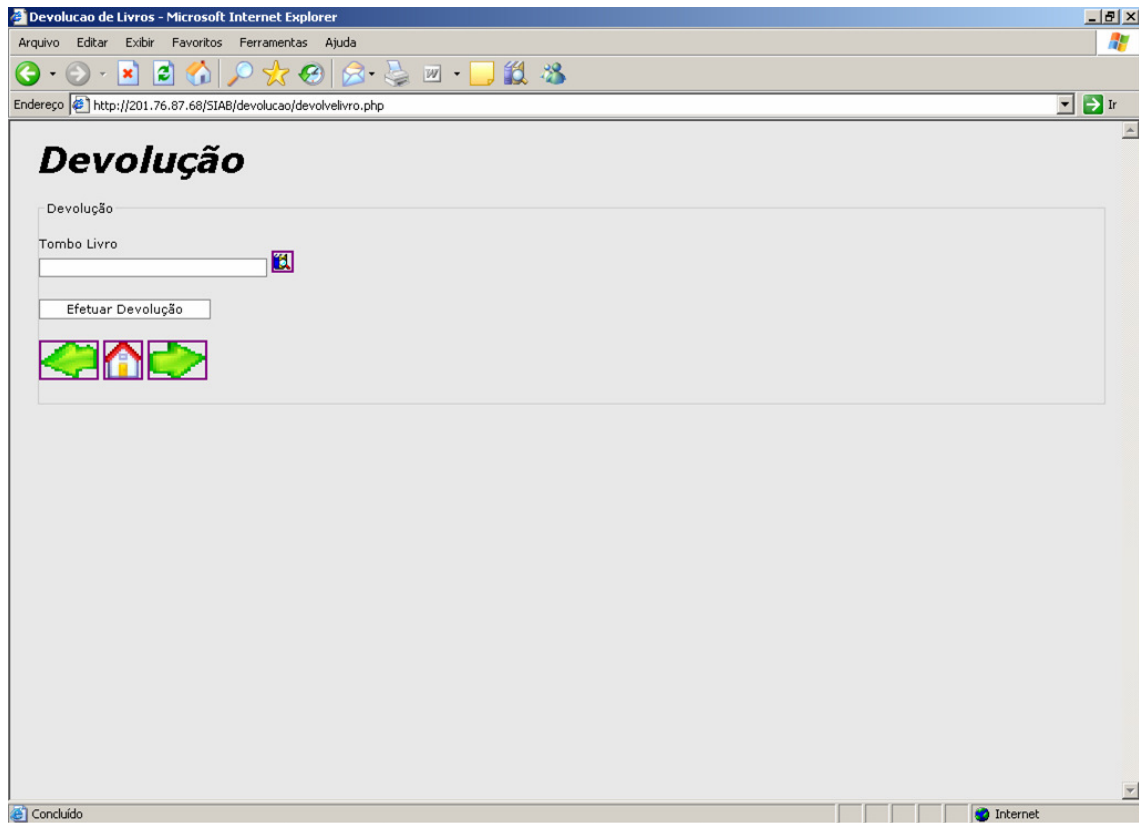 Devolucao de Livros - Microsoft Internet Explorer
Arquivo Editar Exibir Favoritos Ferramentas Ajuda
Endereço http://201.76.87.68/SIAB/devolucao/devolvelivro.php Ir
Devolução
Devolução
Tombo Livro
Efetuar Devolução
Concluído Internet